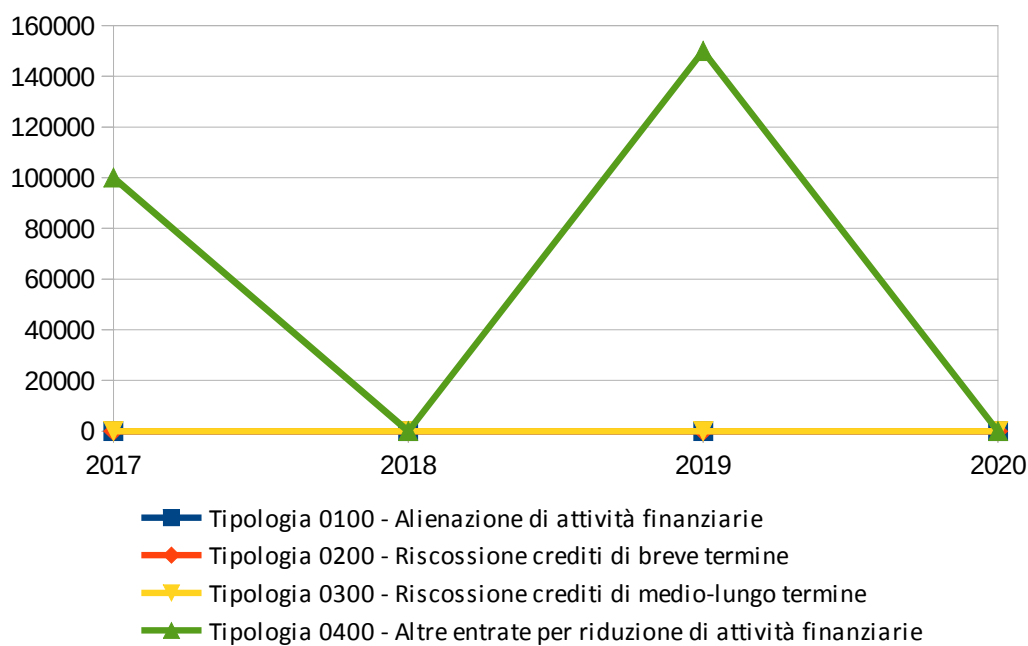 160000
140000
120000
100000
80000
60000
40000
20000
0
2017 2018 2019 2020
Tipologia 0100 - Alienazione di attività finanziarie
Tipologia 0200 - Riscossione crediti di breve termine
Tipologia 0300 - Riscossione crediti di medio-lungo termine
Tipologia 0400 - Altre entrate per riduzione di attività finanziarie